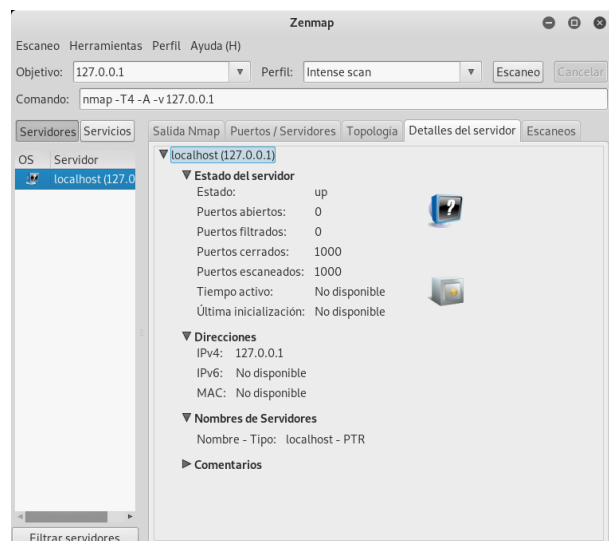 Zenmap
Escaneo Herramientas Perfil Ayuda (H)
Objetivo: 127.0.0.1 Perfil: Intense scan Escaneo Cancelar
Comando: nmap -T4 -A -v 127.0.0.1
Servidores Servicios Salida Nmap Puertos / Servidores Topología Detalles del servidor Escaneos
OS Servidor
localhost (127.0
localhost (127.0.0.1)
Estado del servidor
Estado: up
Puertos abiertos: 0
Puertos filtrados: 0
Puertos cerrados: 1000
Puertos escaneados: 1000
Tiempo activo: No disponible
Última inicialización: No disponible
Direcciones
IPv4: 127.0.0.1
IPv6: No disponible
MAC: No disponible
Nombres de Servidores
Nombre - Tipo: localhost - PTR
Comentarios
Filtrar servidores